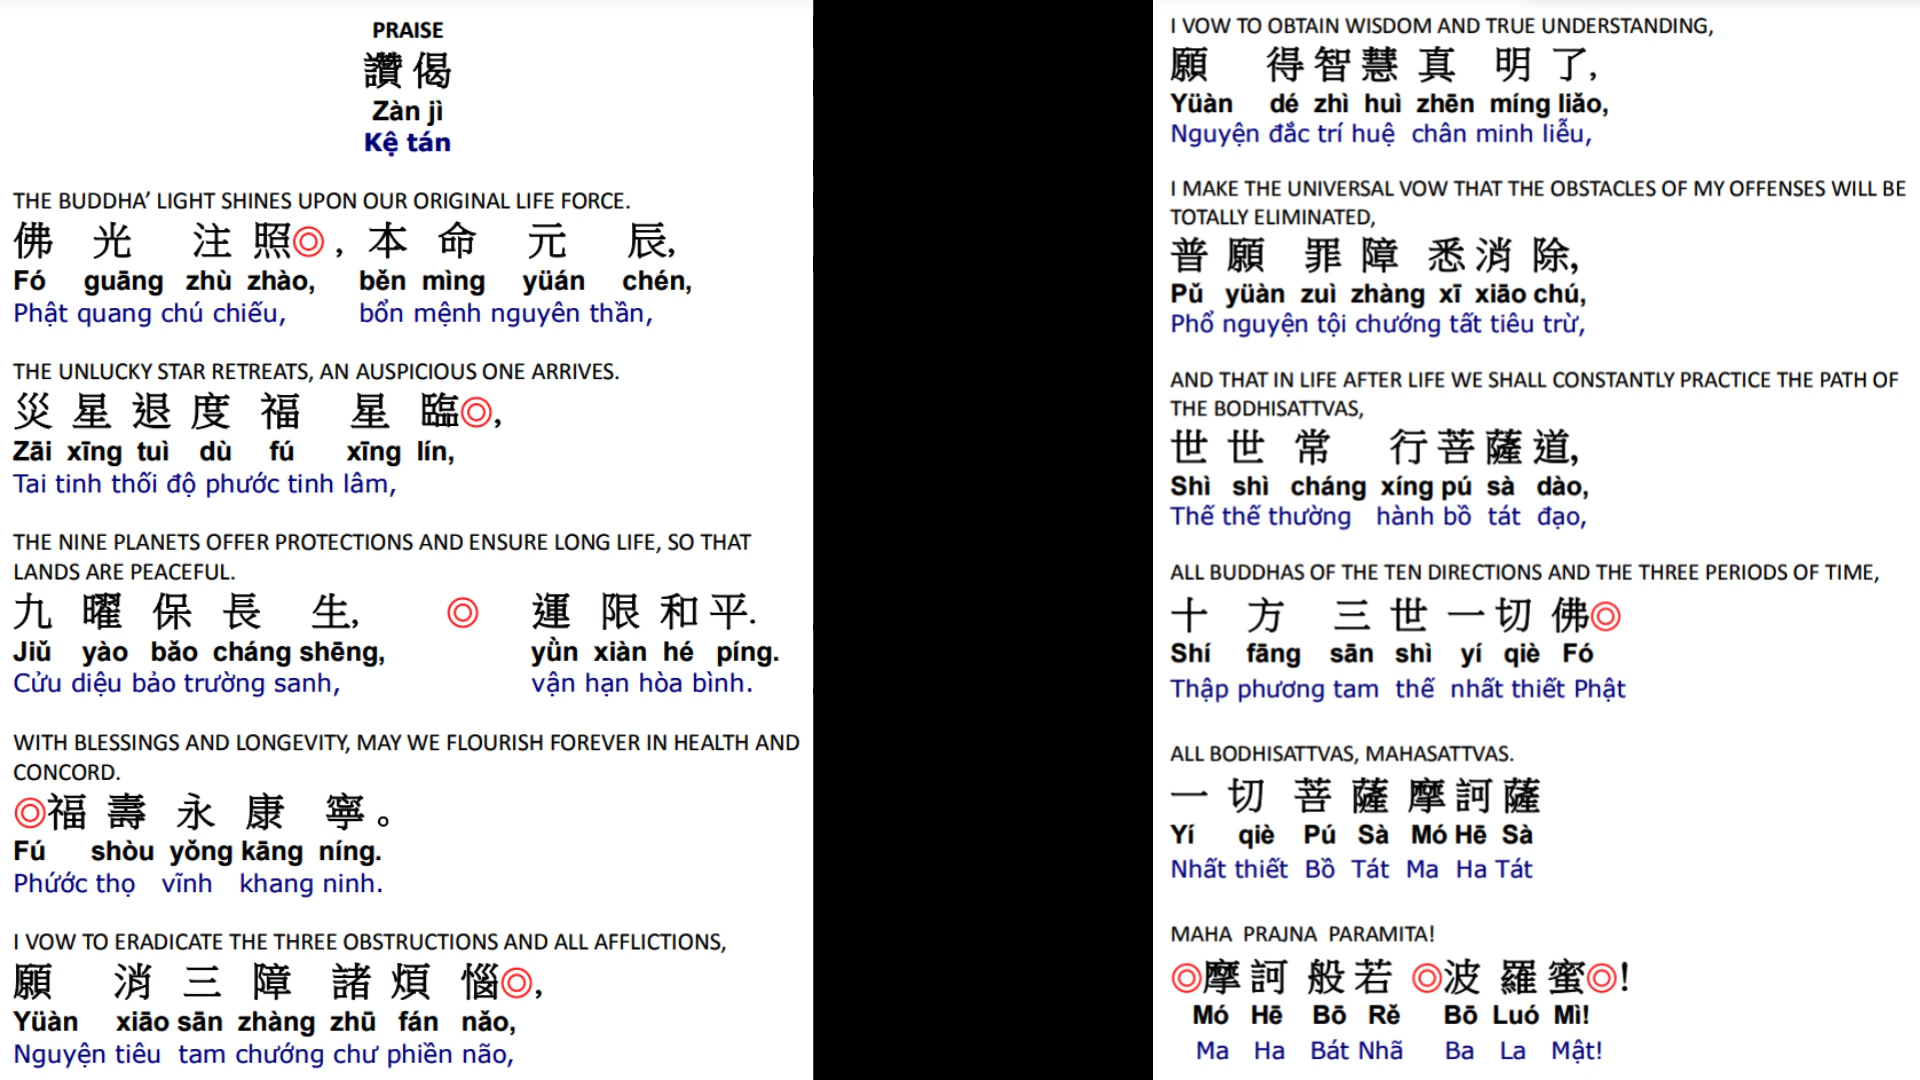 PRAISE
讚偈
Zàn jì
Kệ tán
THE BUDDHA’ LIGHT SHINES UPON OUR ORIGINAL LIFE FORCE.
佛 光 注 照◎, 本 命 元 辰,
Fó guāng zhù zhào, běn mìng yüán chén,
Phật quang chú chiếu, bổn mệnh nguyên thần,
THE UNLUCKY STAR RETREATS, AN AUSPICIOUS ONE ARRIVES.
災 星 退 度 福 星 臨◎,
Zāi xīng tuì dù fú xīng lín,
Tai tinh thối độ phước tinh lâm,
THE NINE PLANETS OFFER PROTECTIONS AND ENSURE LONG LIFE, SO THAT
LANDS ARE PEACEFUL.
九 曜 保 長 生, ◎ 運 限 和 平.
Jiǔ yào bǎo cháng shēng, yǜn xiàn hé píng.
Cửu diệu bảo trường sanh, vận hạn hòa bình.
WITH BLESSINGS AND LONGEVITY, MAY WE FLOURISH FOREVER IN HEALTH AND
CONCORD.
◎福 壽 永 康 寧。
Fú shòu yǒng kāng níng.
Phứớc thọ vĩnh khang ninh.
I VOW TO ERADICATE THE THREE OBSTRUCTIONS AND ALL AFFLICTIONS,
願 消 三 障 諸 煩 惱◎,
Yüàn xiāo sān zhàng zhū fán nǎo,
Nguyện tiêu tam chướng chư phiền não,
I VOW TO OBTAIN WISDOM AND TRUE UNDERSTANDING,
願 得 智 慧 真 明 了,
Yüàn dé zhì huì zhēn míng liǎo,
Nguyện đắc trí huệ chân minh liễu,
I MAKE THE UNIVERSAL VOW THAT THE OBSTACLES OF MY OFFENSES WILL BE
TOTALLY ELIMINATED,
普 願 罪 障 悉 消 除,
Pǔ yüàn zuì zhàng xī xiāo chú,
Phổ nguyện tội chướng tất tiêu trừ,
AND THAT IN LIFE AFTER LIFE WE SHALL CONSTANTLY PRACTICE THE PATH OF
THE BODHISATTVAS,
世 世 常 行 菩 薩 道,
Shì shì cháng xíng pú sà dào,
Thế thế thường hành bồ tát đạo,
ALL BUDDHAS OF THE TEN DIRECTIONS AND THE THREE PERIODS OF TIME,
十 方 三 世 一 切 佛◎
Shí fāng sān shì yí qiè Fó
Thập phương tam thế nhất thiết Phật
ALL BODHISATTVAS, MAHASATTVAS.
一 切 菩 薩 摩 訶 薩
Yí qiè Pú Sà Mó Hē Sà
Nhất thiết Bồ Tát Ma Ha Tát
MAHA PRAJNA PARAMITA!
◎摩 訶 般 若 ◎波 羅 蜜◎!
Mó Hē Bō Rě Bō Luó Mì!
Ma Ha Bát Nhã Ba La Mật!